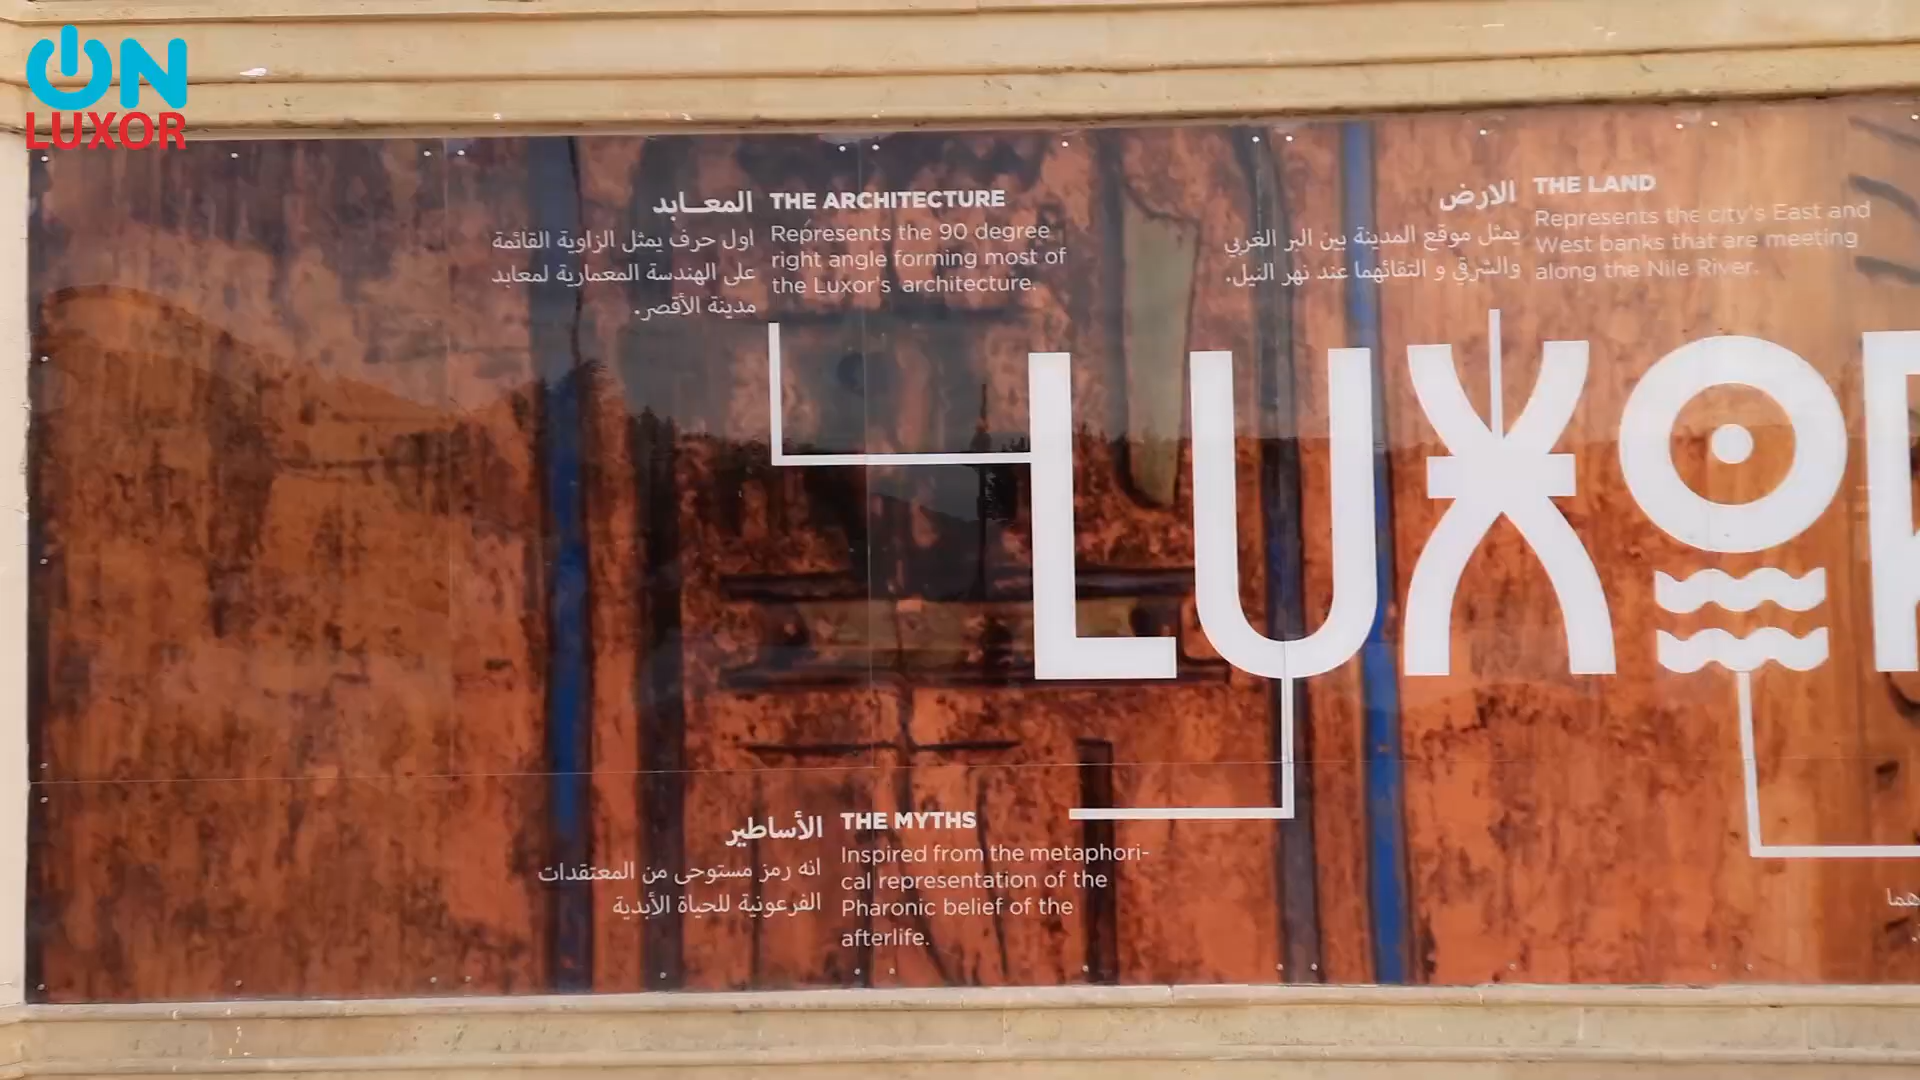 ON
LUXOR
المعابد
اول حرف يمثل الزاوية القائمة
على الهندسة المعمارية لمعابد
مدينة الأقصر.
THE ARCHITECTURE
Represents the 90 degree
right angle forming most of
the Luxor's architecture.
الارض
يمثل موقع المدينة بين البر الغربي
والشرقي و التقائهما عند نهر النيل.
THE LAND
Represents the city's East and
West banks that are meeting
along the Nile River.
LUXOR
الأساطير
انه رمز مستوحى من المعتقدات
الفرعونية للحياة الأبدية
THE MYTHS
Inspired from the metaphori-
cal representation of the
Pharonic belief of the
afterlife.